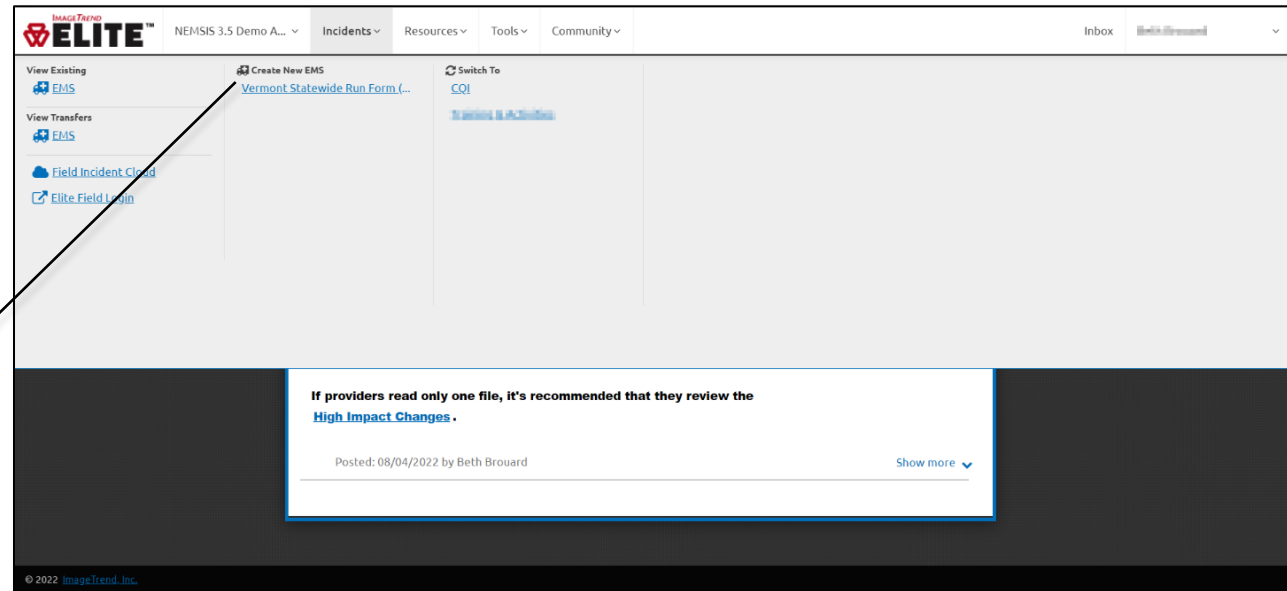 IMAGETREND
ELITE™
NEMSIS 3.5 Demo A...
Incidents
Resources
Tools
Community
Inbox
View Existing
EMS
View Transfers
EMS
Field Incident Cloud
Elite Field Login
Create New EMS
Vermont Statewide Run Form (...
Switch To
CQI
If providers read only one file, it's recommended that they review the
High Impact Changes .
Posted: 08/04/2022 by Beth Brouard
Show more
© 2022 ImageTrend, Inc.